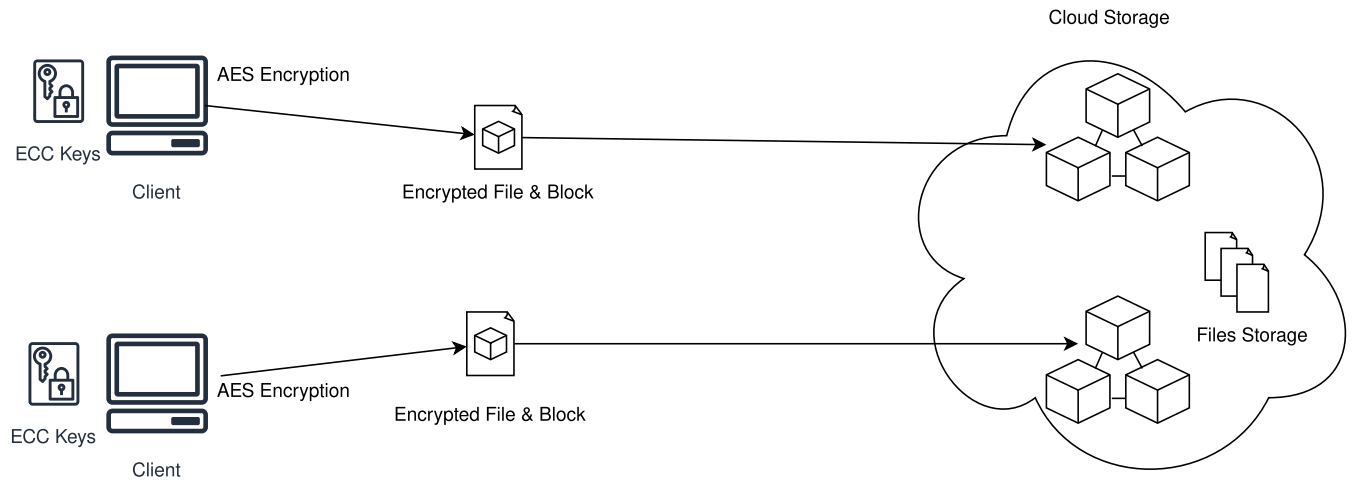 Cloud Storage
AES Encryption
ECC Keys
Client
Encrypted File & Block
Files Storage
AES Encryption
Encrypted File & Block
ECC Keys
Client